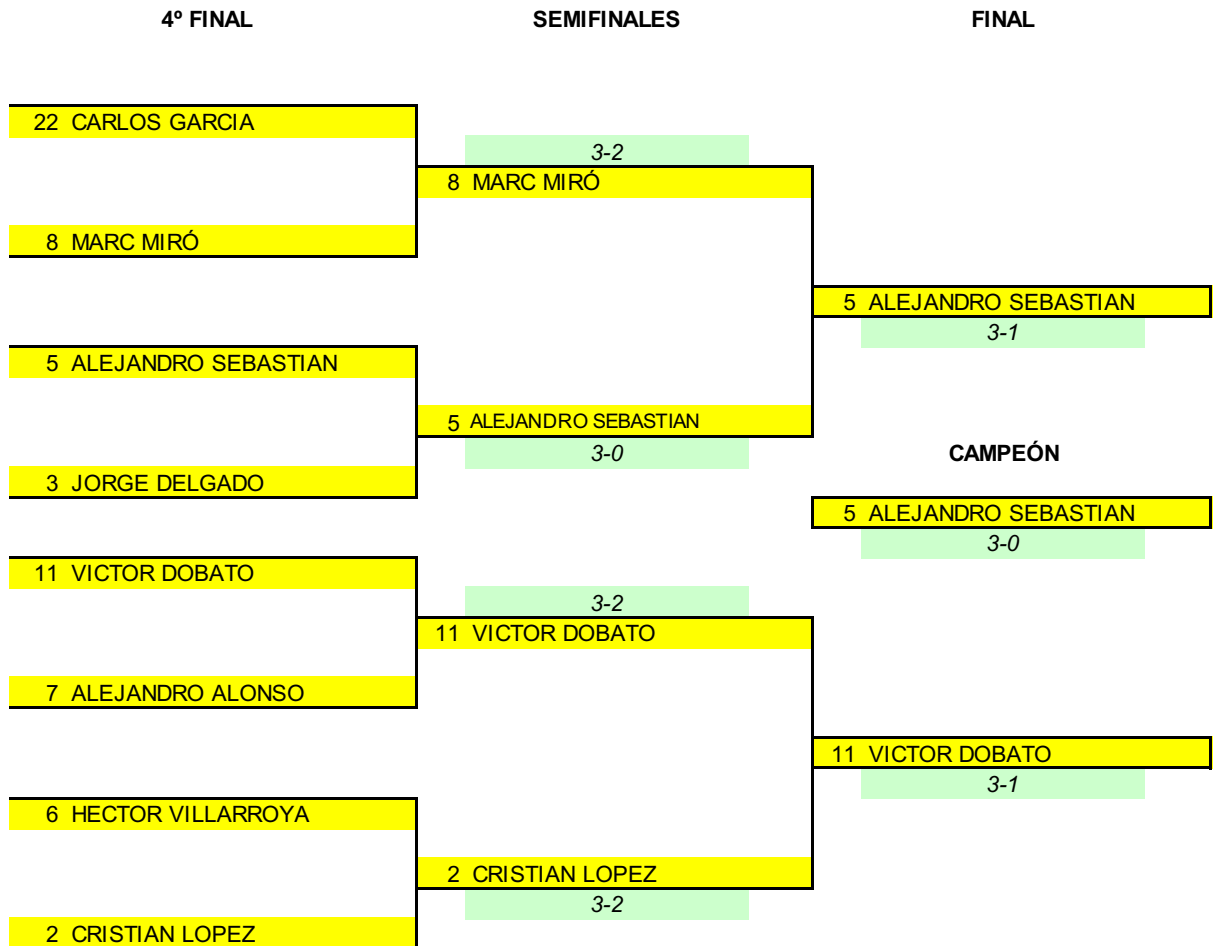 4º FINAL SEMIFINALES FINAL
22 CARLOS GARCIA
3-2
8 MARC MIRÓ
8 MARC MIRÓ
5 ALEJANDRO SEBASTIAN
3-1
5 ALEJANDRO SEBASTIAN
5 ALEJANDRO SEBASTIAN
3-0 CAMPEÓN
3 JORGE DELGADO
5 ALEJANDRO SEBASTIAN
3-0
11 VICTOR DOBATO
3-2
11 VICTOR DOBATO
7 ALEJANDRO ALONSO
11 VICTOR DOBATO
3-1
6 HECTOR VILLARROYA
2 CRISTIAN LOPEZ
3-2
2 CRISTIAN LOPEZ